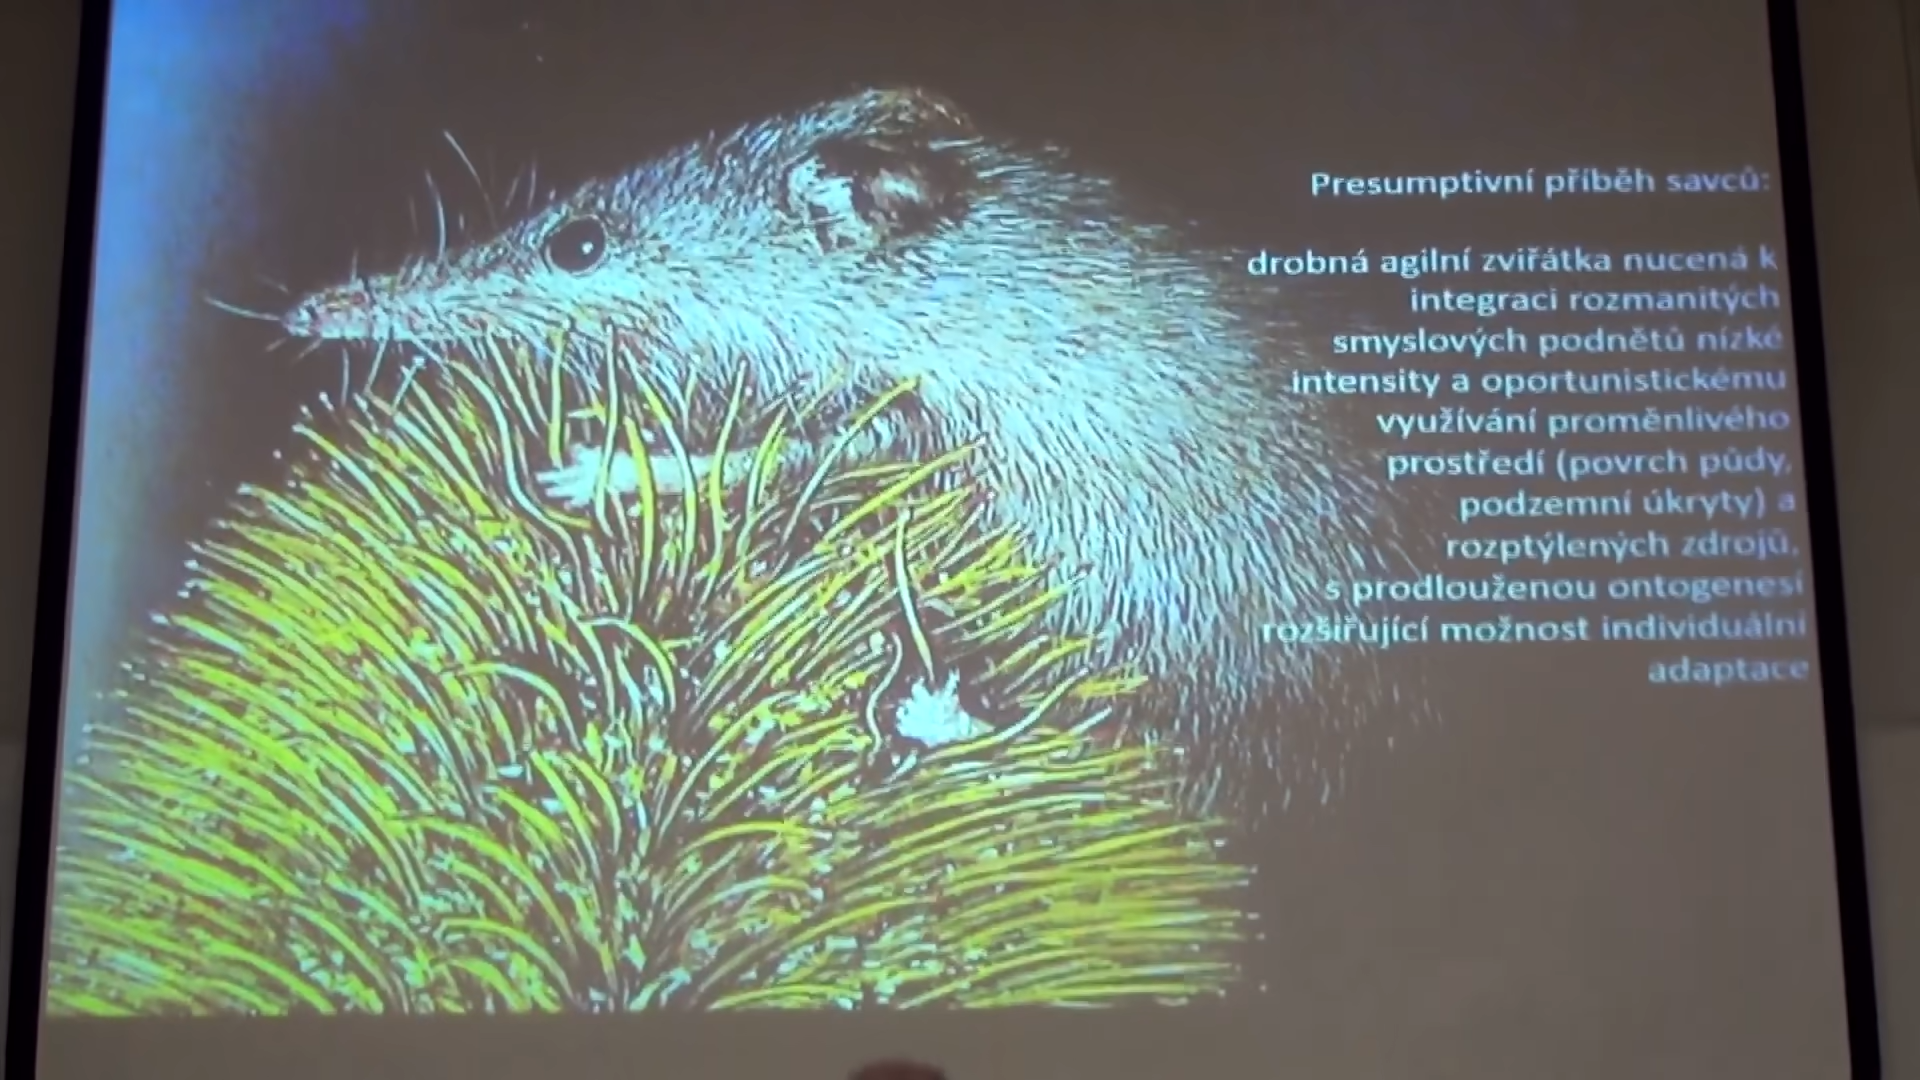 Presumptivní příběh savců:
drobná agilní zviřátka nucená k
integraci rozmanitých
smyslových podnětů nízké
intensity a oportunistickému
využívání proměnlivého
prostředí (povrch půdy,
podzemní úkryty) a
rozptýlených zdrojů,
s prodlouženou ontogenesí
rozšiřující možnost individuální
adaptace